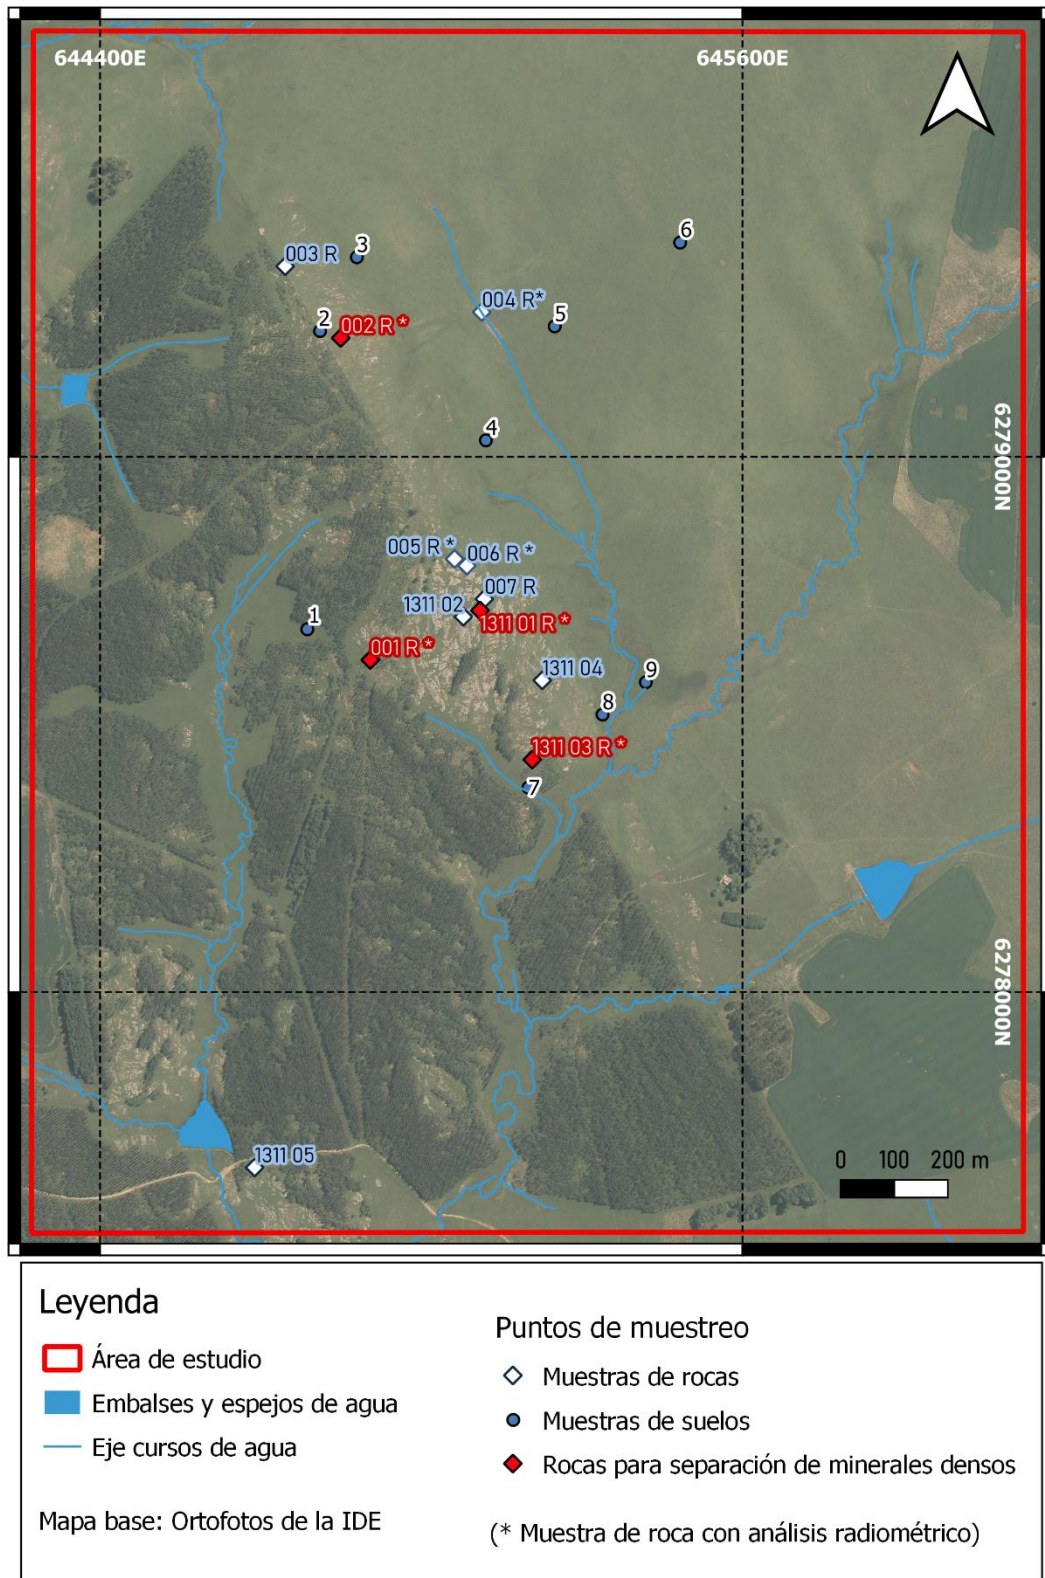 644400E
645600E
6
3
003 R
004 R*
5
2
002 R *
4
6279000N
005 R *
006 R *
007 R
1311 02
1311 01 R *
1
001 R *
1311 04
9
8
1311 03 R *
7
6278000N
1311 05
0 100 200 m
Leyenda
Área de estudio
Embalses y espejos de agua
Eje cursos de agua
Mapa base: Ortofotos de la IDE
Puntos de muestreo
Muestras de rocas
Muestras de suelos
Rocas para separación de minerales densos
(* Muestra de roca con análisis radiométrico)